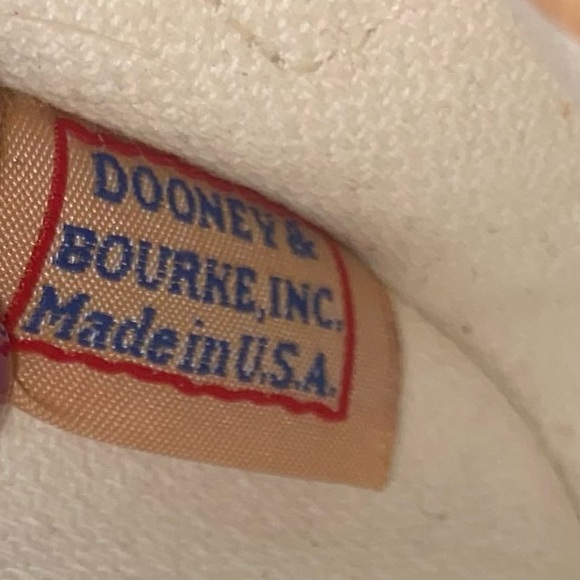 DOONEY &
BOURKE, INC.
Made in U.S.A.